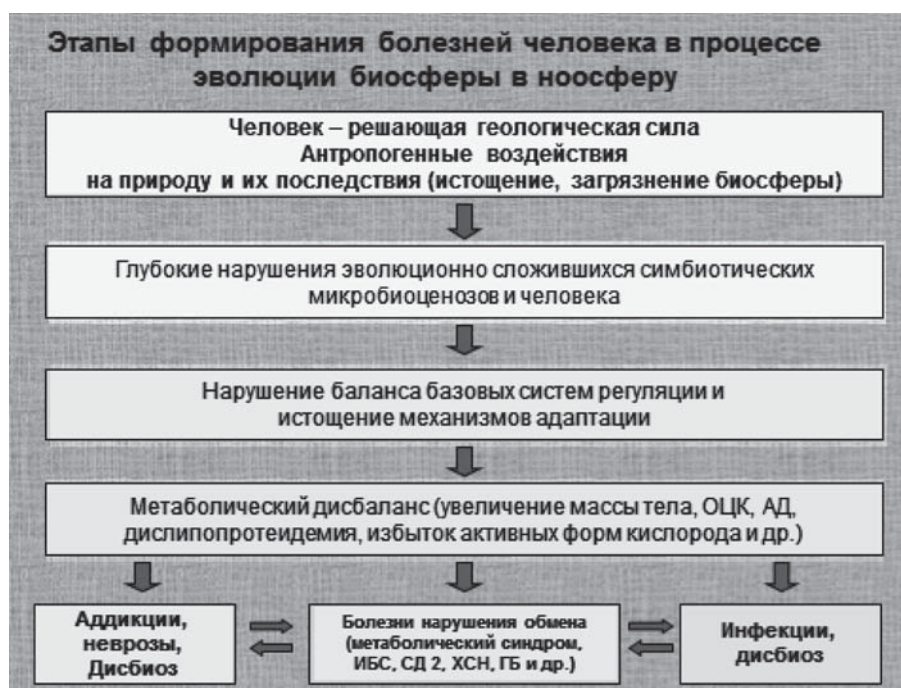 Этапы формирования болезней человека в процессе
эволюции биосферы в ноосферу
Человек – решающая геологическая сила
Антропогенные воздействия
на природу и их последствия (истощение, загрязнение биосферы)
Глубокие нарушения эволюционно сложившихся симбиотических
микробиоценозов и человека
Нарушение баланса базовых систем регуляции и
истощение механизмов адаптации
Метаболический дисбаланс (увеличение массы тела, ОЦК, АД,
дислипопротеидемия, избыток активных форм кислорода и др.)
Аддикции,
неврозы,
Дисбиоз
Болезни нарушения обмена
(метаболический синдром,
ИБС, СД 2, ХСН, ГБ и др.)
Инфекции,
дисбиоз